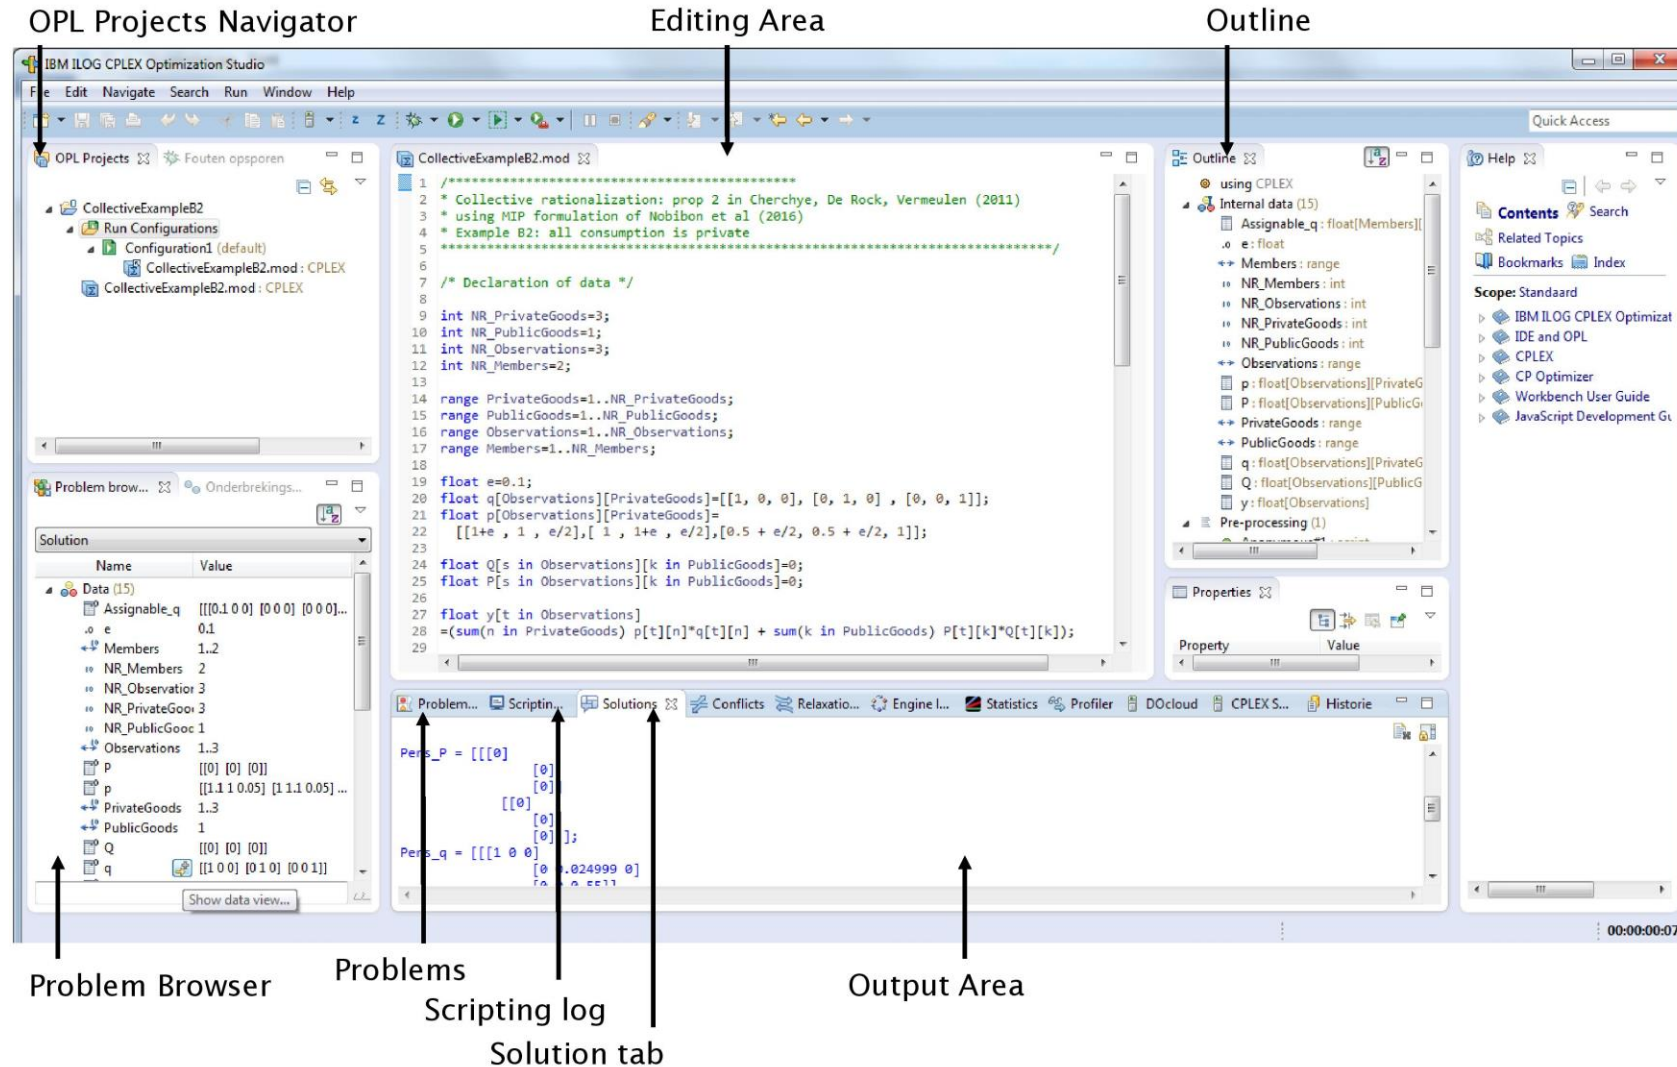 OPL Projects Navigator
Editing Area
Outline
IBM ILOG CPLEX Optimization Studio
Edit Navigate Search Run Window Help
Quick Access
OPL Projects
Fouten opsporen
CollectiveExampleB2
Run Configurations
Configuration1 (default)
CollectiveExampleB2.mod : CPLEX
CollectiveExampleB2.mod : CPLEX
CollectiveExampleB2.mod
1 /************************************************
2 * Collective rationalization: prop 2 in Cherchye, De Rock, Vermeulen (2011)
3 * using MIP formulation of Nobibon et al (2016)
4 * Example B2: all consumption is private
5 *************************************************************************************/
6
7 /* Declaration of data */
8
9 int NR_PrivateGoods=3;
10 int NR_PublicGoods=1;
11 int NR_Observations=3;
12 int NR_Members=2;
13
14 range PrivateGoods=1..NR_PrivateGoods;
15 range PublicGoods=1..NR_PublicGoods;
16 range Observations=1..NR_Observations;
17 range Members=1..NR_Members;
18
19 float e=0.1;
20 float q[Observations][PrivateGoods]=[[1, 0, 0], [0, 1, 0] , [0, 0, 1]];
21 float p[Observations][PrivateGoods]=
22 [[1+e , 1 , e/2],[ 1 , 1+e , e/2],[0.5 + e/2, 0.5 + e/2, 1]];
23
24 float Q[s in Observations][k in PublicGoods]=0;
25 float P[s in Observations][k in PublicGoods]=0;
26
27 float y[t in Observations]
28 =(sum(n in PrivateGoods) p[t][n]*q[t][n] + sum(k in PublicGoods) P[t][k]*Q[t][k]);
29
Outline
using CPLEX
Internal data (15)
Assignable_q : float[Members][
e : float
Members : range
NR_Members : int
NR_Observations : int
NR_PrivateGoods : int
NR_PublicGoods : int
Observations : range
p : float[Observations][PrivateG
P : float[Observations][PublicG
PrivateGoods : range
PublicGoods : range
q : float[Observations][PrivateG
Q : float[Observations][PublicG
y : float[Observations]
Pre-processing (1)
Help
Contents Search
Related Topics
Bookmarks Index
Scope: Standaard
IBM ILOG CPLEX Optimizat
IDE and OPL
CPLEX
CP Optimizer
Workbench User Guide
JavaScript Development Gu
Problem brow...
Onderbrekings...
Solution
Name Value
Data (15)
Assignable_q [[[0.1 0 0] [0 0 0] [0 0 0]...
e 0.1
Members 1..2
NR_Members 2
NR_Observatior 3
NR_PrivateGoo 3
NR_PublicGooc 1
Observations 1..3
P [[0] [0] [0]]
p [[1.1 1 0.05] [1 1.1 0.05] ...
PrivateGoods 1..3
PublicGoods 1
Q [[0] [0] [0]]
q [[1 0 0] [0 1 0] [0 0 1]]
Show data view...
Properties
Property Value
Problem... Scriptin... Solutions Conflicts Relaxatio... Engine l... Statistics Profiler DOcloud CPLEX S... Historie
Pens_P = [[[0]
[0]
[0]
[[0]
[0]
[0] ];
Pens_q = [[[1 0 0]
[0 .024999 0]
00:00:00:07
Problem Browser
Problems
Scripting log
Solution tab
Output Area